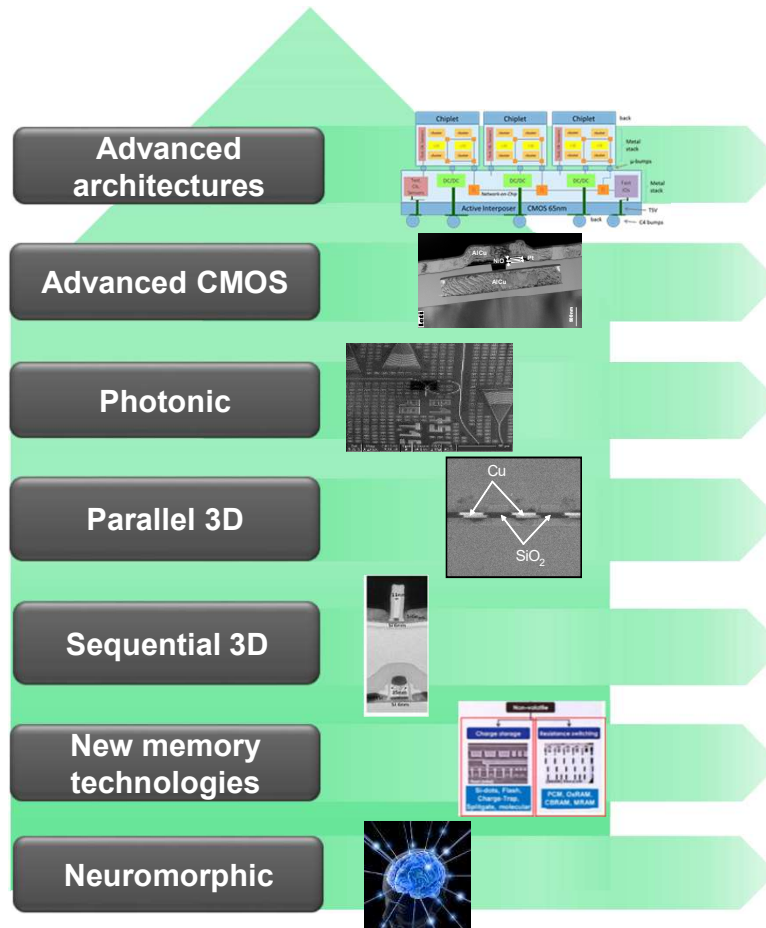 Advanced
architectures
Chiplet
Chiplet
Chiplet
back
Metal
stack
µ-bumps
DC/DC
DC/DC
DC/DC
Network-on-Chip
Metal
stack
Active Interposer CMOS 65nm
TSV
back
C4 bumps
Advanced CMOS
AlCu
NiO
Pt
AlCu
Leti
Photonic
Parallel 3D
Cu
SiO2
Sequential 3D
New memory
technologies
Non-volatile
Charge storage
Resistance switching
Si-dots, Flash,
Charge-Trap,
Splitgate, molecular
PCM, OxRAM,
CBRAM, MRAM
Neuromorphic